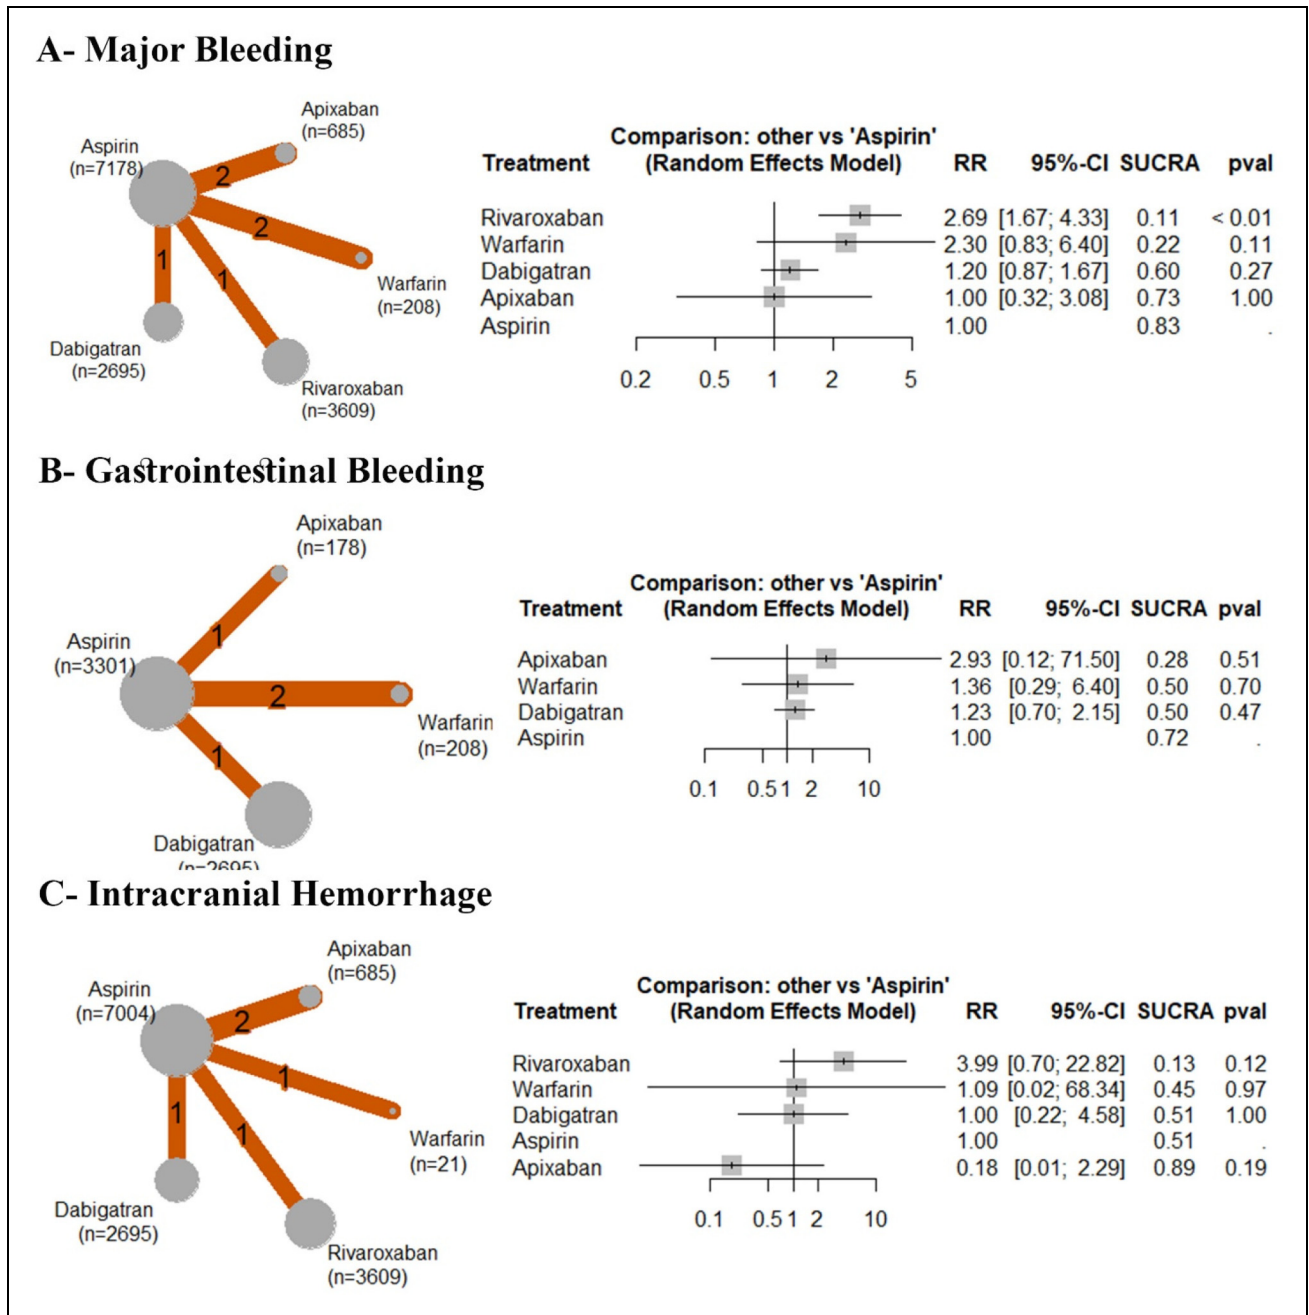 A- Major Bleeding
Apixaban
(n=685)
Aspirin
(n=7178)
2
2
1
1
Warfarin
(n=208)
Dabigatran
(n=2695)
Rivaroxaban
(n=3609)
Comparison: other vs 'Aspirin'
Treatment (Random Effects Model) RR 95%-CI SUCRA pval
Rivaroxaban 2.69 [1.67; 4.33] 0.11 < 0.01
Warfarin 2.30 [0.83; 6.40] 0.22 0.11
Dabigatran 1.20 [0.87; 1.67] 0.60 0.27
Apixaban 1.00 [0.32; 3.08] 0.73 1.00
Aspirin 1.00 0.83 .
0.2 0.5 1 2 5
B- Gastrointestinal Bleeding
Apixaban
(n=178)
Aspirin
(n=3301)
1
2
1
Warfarin
(n=208)
Dabigatran
(n=2695)
Comparison: other vs 'Aspirin'
Treatment (Random Effects Model) RR 95%-CI SUCRA pval
Apixaban 2.93 [0.12; 71.50] 0.28 0.51
Warfarin 1.36 [0.29; 6.40] 0.50 0.70
Dabigatran 1.23 [0.70; 2.15] 0.50 0.47
Aspirin 1.00 0.72 .
0.1 0.5 1 2 10
C- Intracranial Hemorrhage
Apixaban
(n=685)
Aspirin
(n=7004)
2
1
1
1
Warfarin
(n=21)
Dabigatran
(n=2695)
Rivaroxaban
(n=3609)
Comparison: other vs 'Aspirin'
Treatment (Random Effects Model) RR 95%-CI SUCRA pval
Rivaroxaban 3.99 [0.70; 22.82] 0.13 0.12
Warfarin 1.09 [0.02; 68.34] 0.45 0.97
Dabigatran 1.00 [0.22; 4.58] 0.51 1.00
Aspirin 1.00 0.51 .
Apixaban 0.18 [0.01; 2.29] 0.89 0.19
0.1 0.5 1 2 10